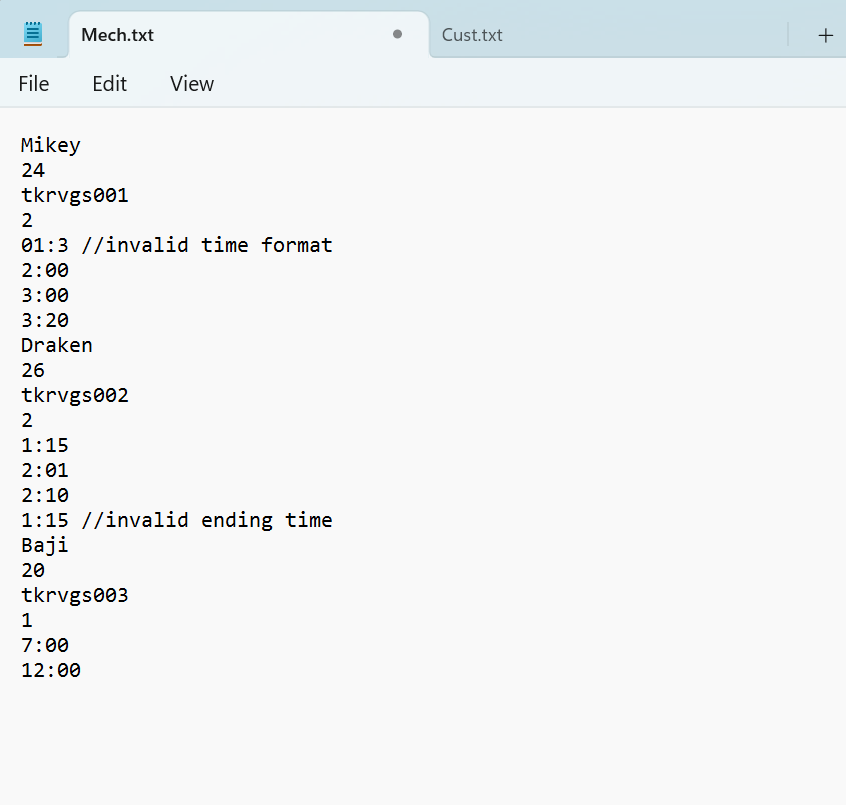 Mech.txt
Cust.txt
+
File Edit View
Mikey
24
tkrvgs001
2
01:3 //invalid time format
2:00
3:00
3:20
Draken
26
tkrvgs002
2
1:15
2:01
2:10
1:15 //invalid ending time
Baji
20
tkrvgs003
1
7:00
12:00